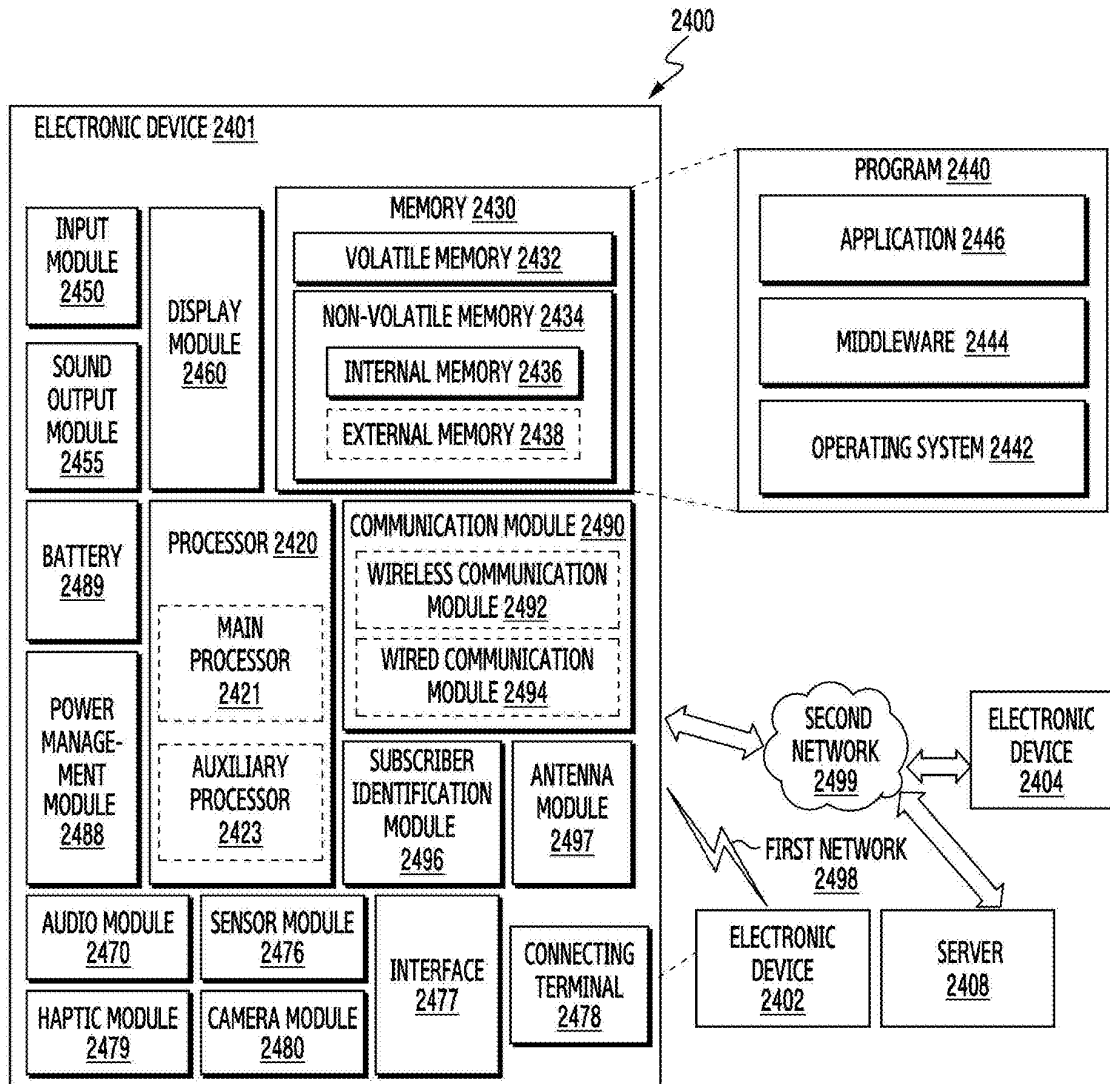 2400
ELECTRONIC DEVICE 2401
INPUT
MODULE
2450
SOUND
OUTPUT
MODULE
2455
DISPLAY
MODULE
2460
MEMORY 2430
VOLATILE MEMORY 2432
NON-VOLATILE MEMORY 2434
INTERNAL MEMORY 2436
EXTERNAL MEMORY 2438
PROGRAM 2440
APPLICATION 2446
MIDDLEWARE 2444
OPERATING SYSTEM 2442
BATTERY
2489
POWER
MANAGE-
MENT
MODULE
2488
PROCESSOR 2420
MAIN
PROCESSOR
2421
AUXILIARY
PROCESSOR
2423
COMMUNICATION MODULE 2490
WIRELESS COMMUNICATION
MODULE 2492
WIRED COMMUNICATION
MODULE 2494
SUBSCRIBER
IDENTIFICATION
MODULE
2496
ANTENNA
MODULE
2497
SECOND
NETWORK
2499
ELECTRONIC
DEVICE
2404
FIRST NETWORK
2498
AUDIO MODULE
2470
SENSOR MODULE
2476
HAPTIC MODULE
2479
CAMERA MODULE
2480
INTERFACE
2477
CONNECTING
TERMINAL
2478
ELECTRONIC
DEVICE
2402
SERVER
2408